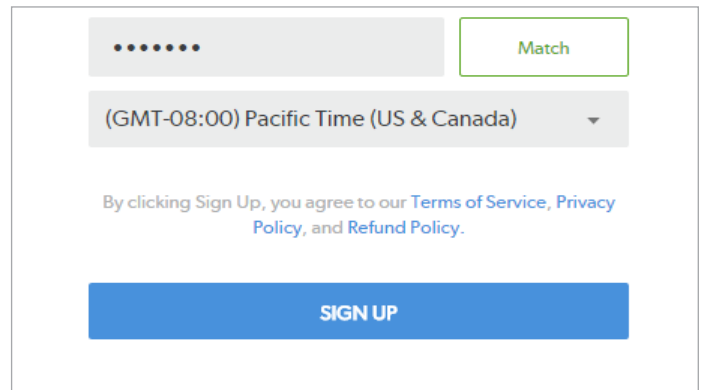 •••••••
Match
(GMT-08:00) Pacific Time (US & Canada)
By clicking Sign Up, you agree to our Terms of Service, Privacy
Policy, and Refund Policy.
SIGN UP